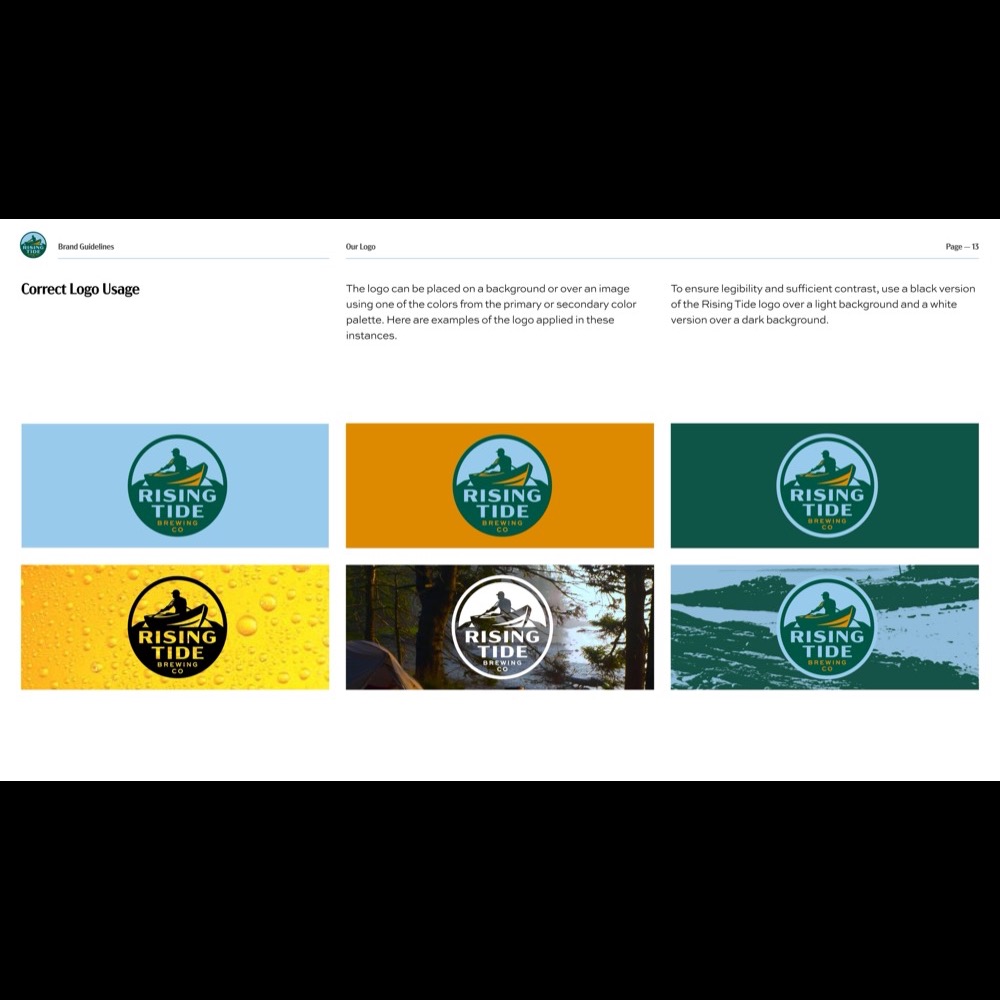 RISING
TIDE
Brand Guidelines
Our Logo
Page — 13
Correct Logo Usage
The logo can be placed on a background or over an image
using one of the colors from the primary or secondary color
palette. Here are examples of the logo applied in these
instances.
To ensure legibility and sufficient contrast, use a black version
of the Rising Tide logo over a light background and a white
version over a dark background.
RISING
TIDE
BREWING
CO
RISING
TIDE
BREWING
CO
RISING
TIDE
BREWING
CO
RISING
TIDE
BREWING
CO
RISING
TIDE
BREWING
CO
RISING
TIDE
BREWING
CO